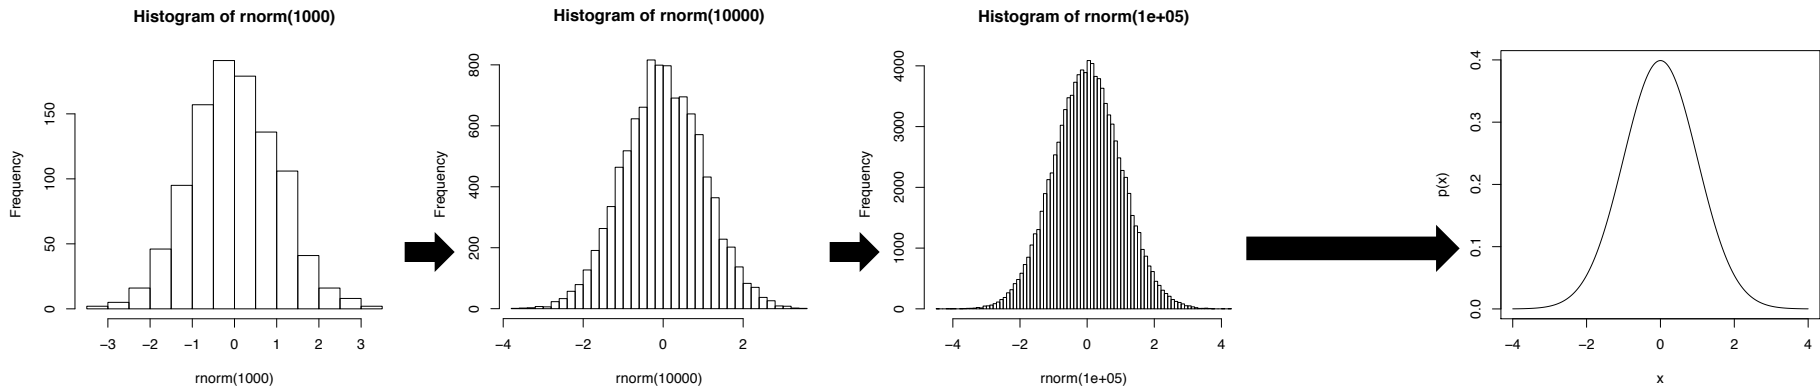 Histogram of rnorm(1000)
Frequency
150
100
50
0
−3 −2 −1 0 1 2 3
rnorm(1000)
Histogram of rnorm(10000)
Frequency
800
600
400
200
0
−4 −2 0 2
rnorm(10000)
Histogram of rnorm(1e+05)
Frequency
4000
3000
2000
1000
0
−4 −2 0 2 4
rnorm(1e+05)
p(x)
0.4
0.3
0.2
0.1
0.0
−4 −2 0 2 4
x